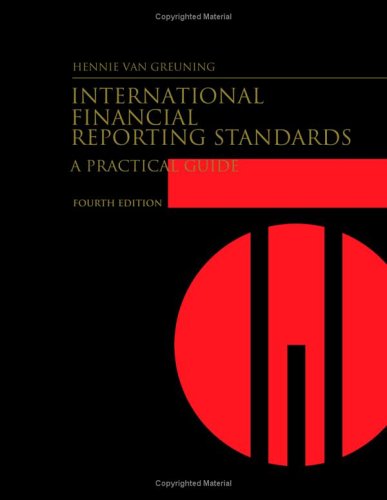 Copyrighted Material
HENNIE VAN GREUNING
INTERNATIONAL
FINANCIAL
REPORTING STANDARDS
A PRACTICAL GUIDE
FOURTH EDITION
Copyrighted Material